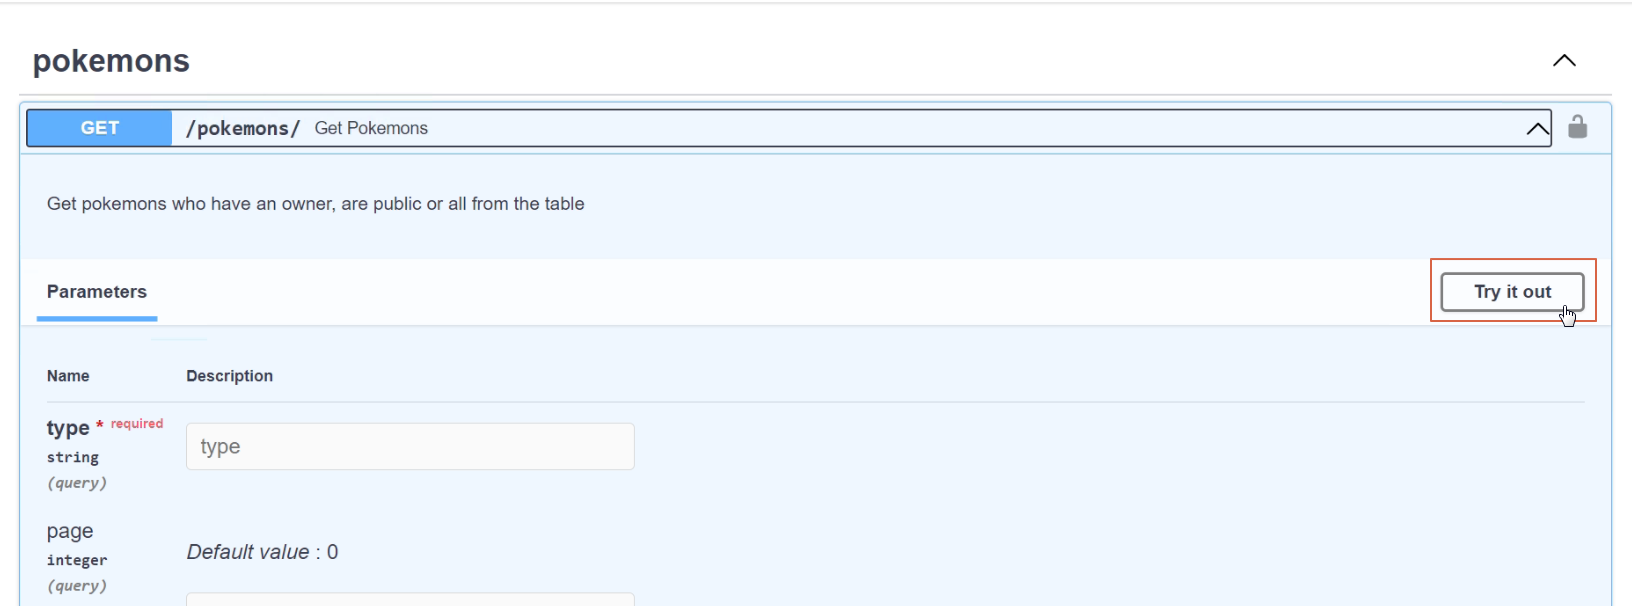 pokemons
GET /pokemons/ Get Pokemons
Get pokemons who have an owner, are public or all from the table
Parameters Try it out
Name Description
type * required
string
(query)
type
page
integer
(query)
Default value : 0